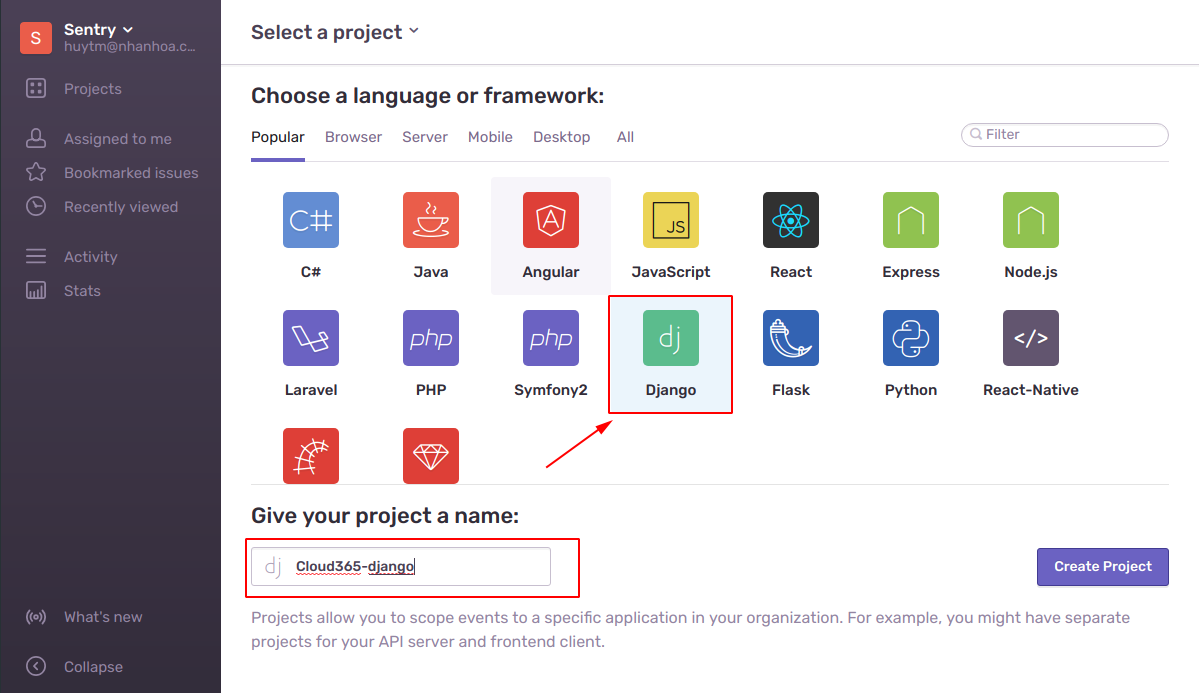 S
Sentry
huytm@nhanhoa.c...
Projects
Assigned to me
Bookmarked issues
Recently viewed
Activity
Stats
What's new
Collapse
Select a project
Choose a language or framework:
Popular Browser Server Mobile Desktop All
Filter
C#
JS
C# Java Angular JavaScript React Express Node.js
php php dj </>
Laravel PHP Symfony2 Django Flask Python React-Native
Give your project a name:
dj Cloud365-django
Create Project
Projects allow you to scope events to a specific application in your organization. For example, you might have separate
projects for your API server and frontend client.